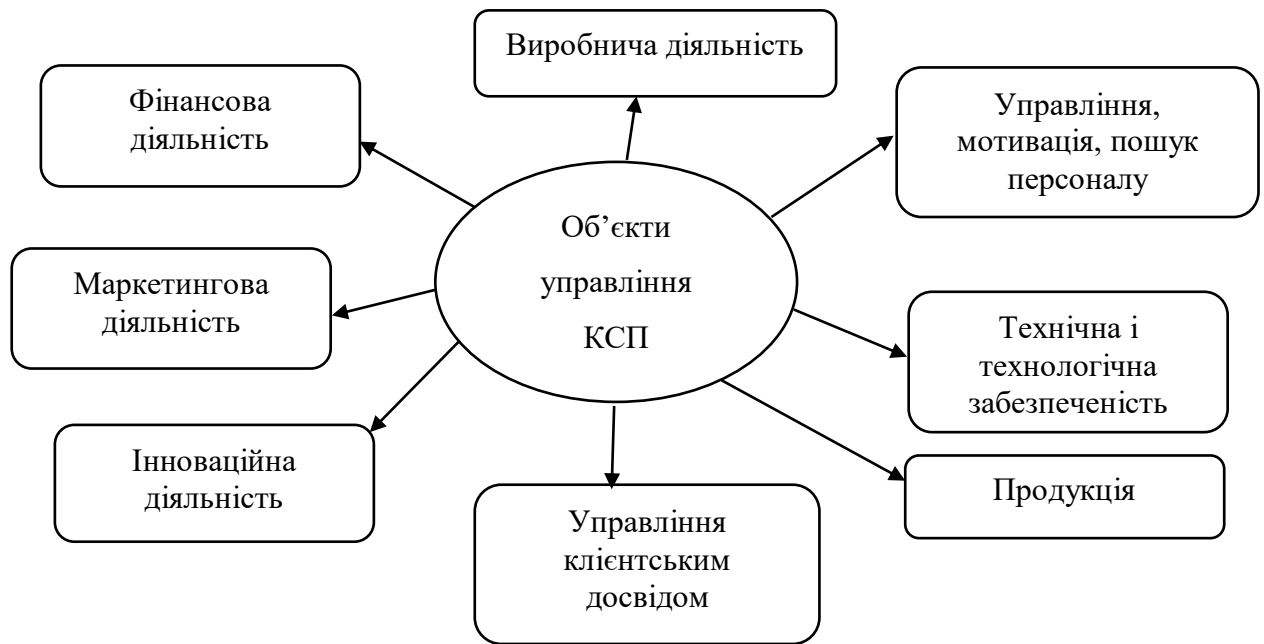 Виробнича діяльність
Фінансова
діяльність
Управління,
мотивація, пошук
персоналу
Об’єкти
управління
КСП
Маркетингова
діяльність
Технічна і
технологічна
забезпеченість
Інноваційна
діяльність
Продукція
Управління
клієнтським
досвідом